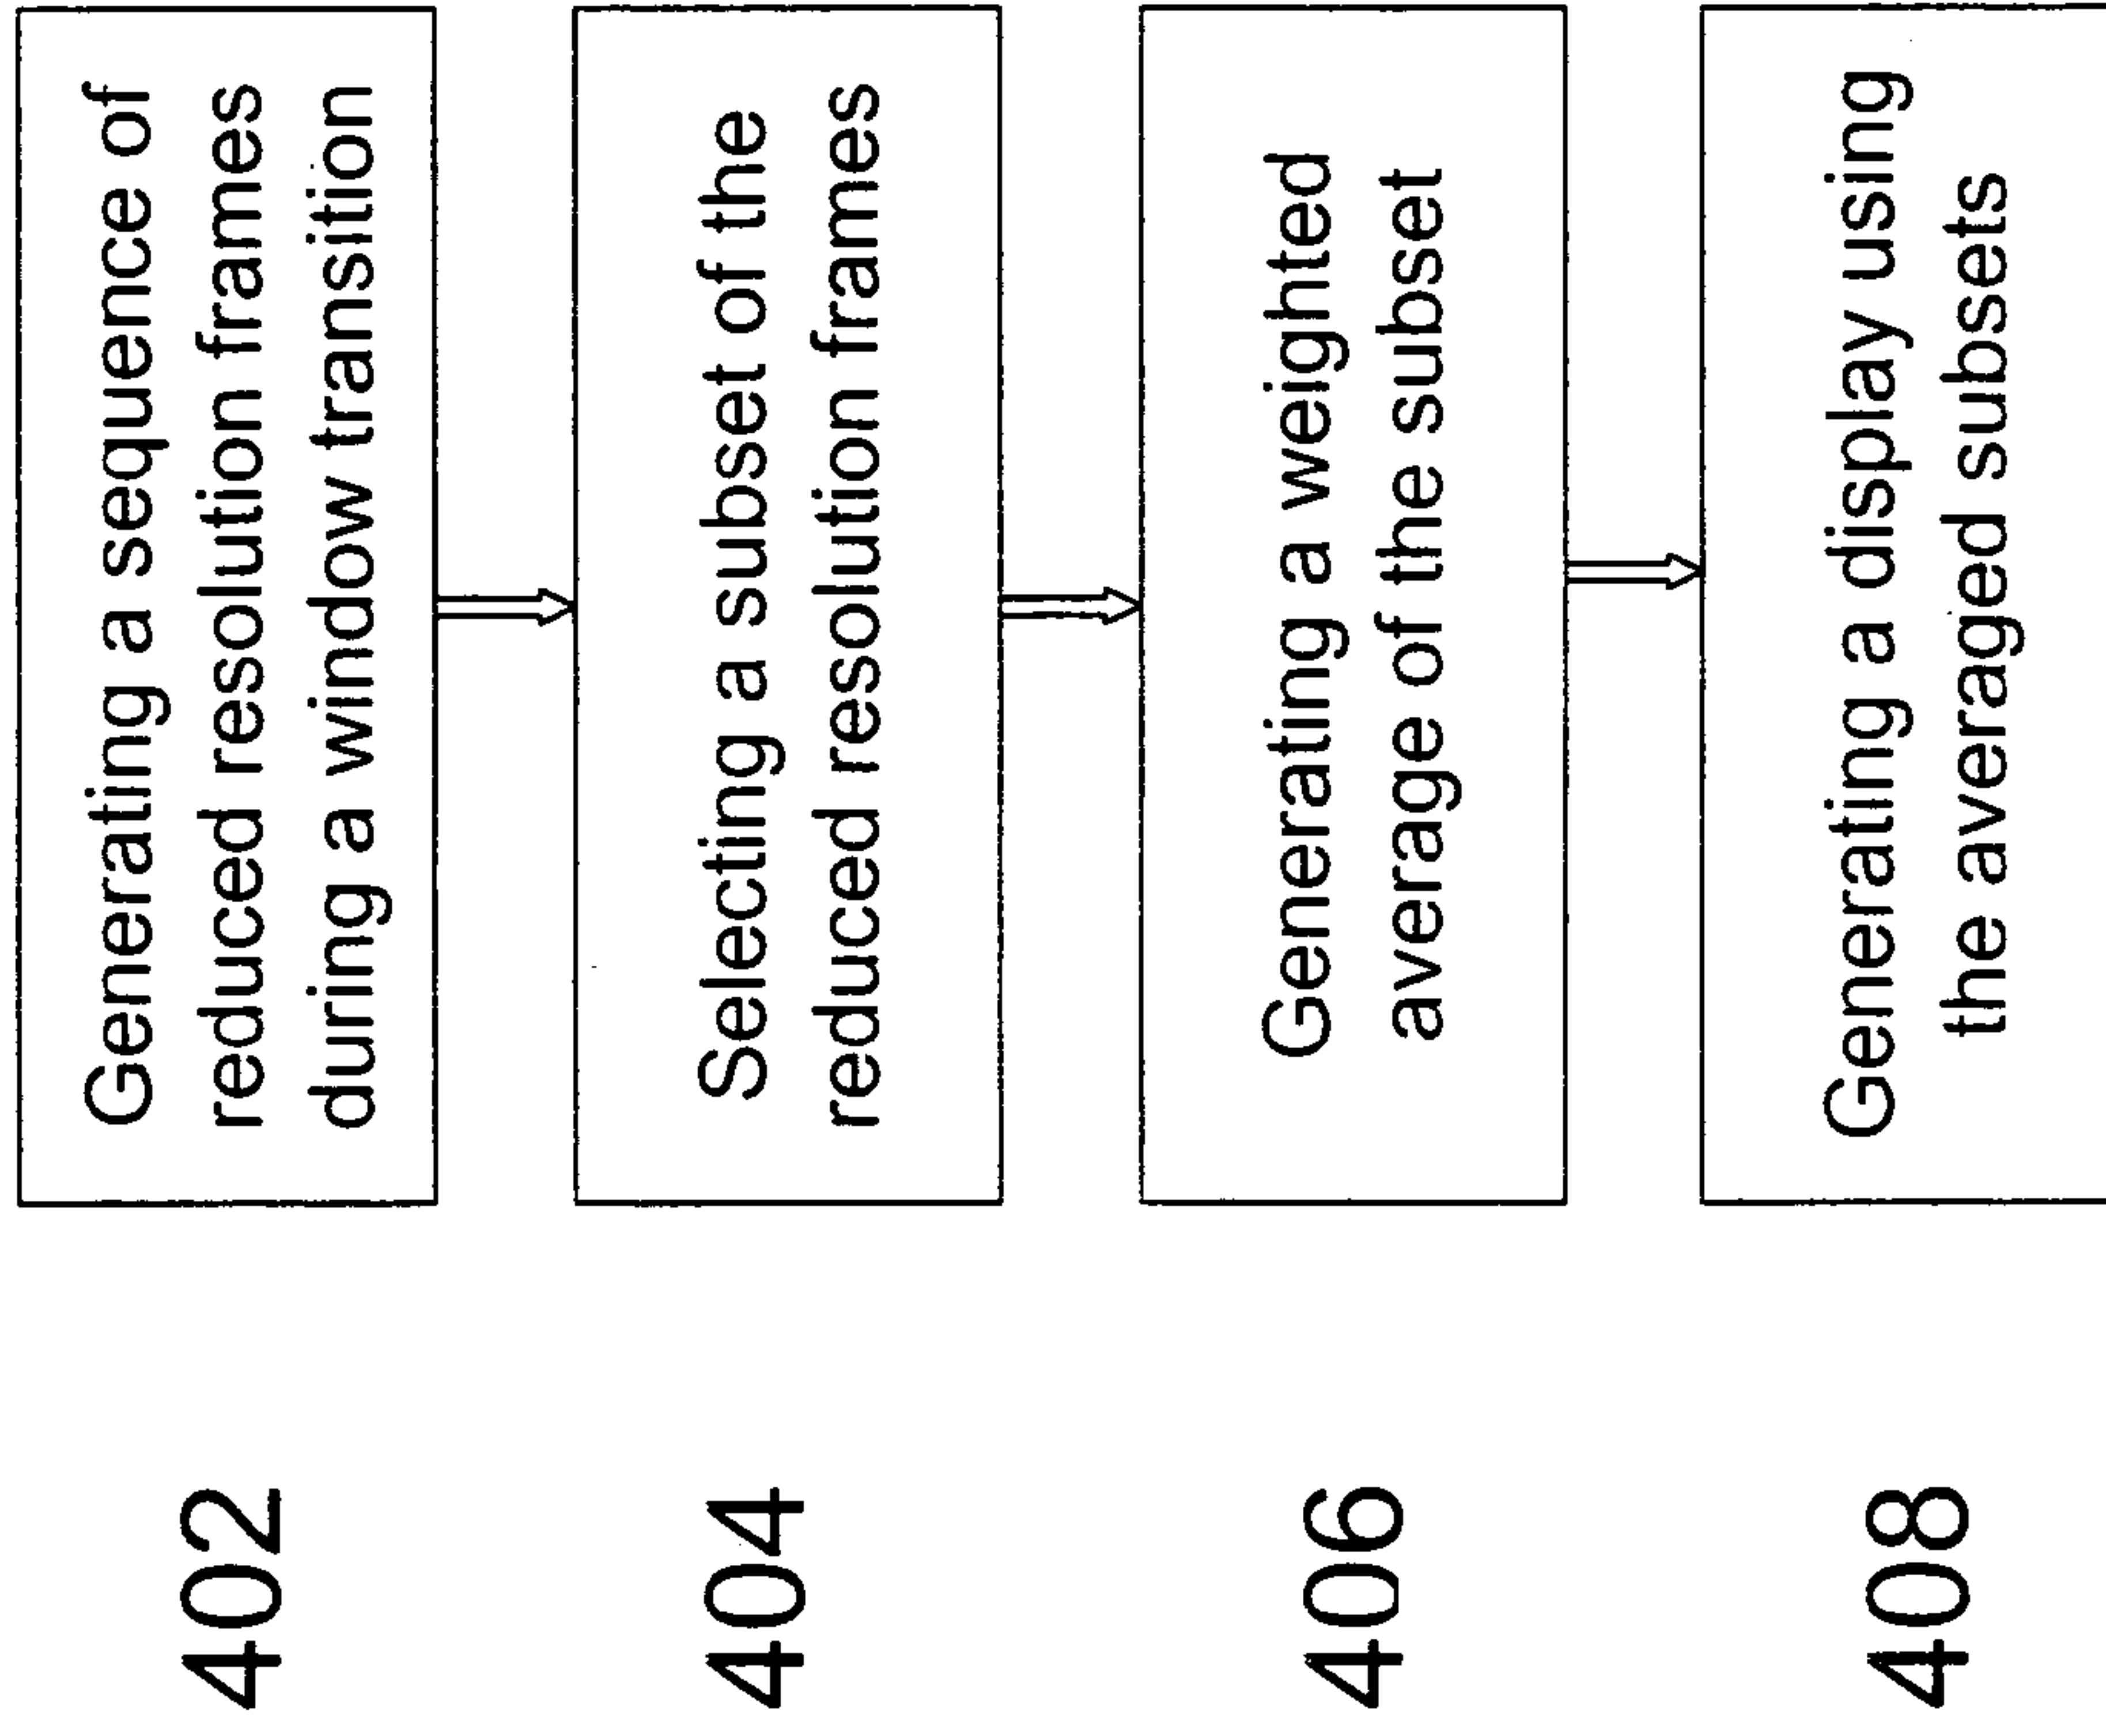 402
Generating a sequence of
reduced resolution frames
during a window transition
404
Selecting a subset of the
reduced resolution frames
406
Generating a weighted
average of the subset
408
Generating a display using
the averaged subsets